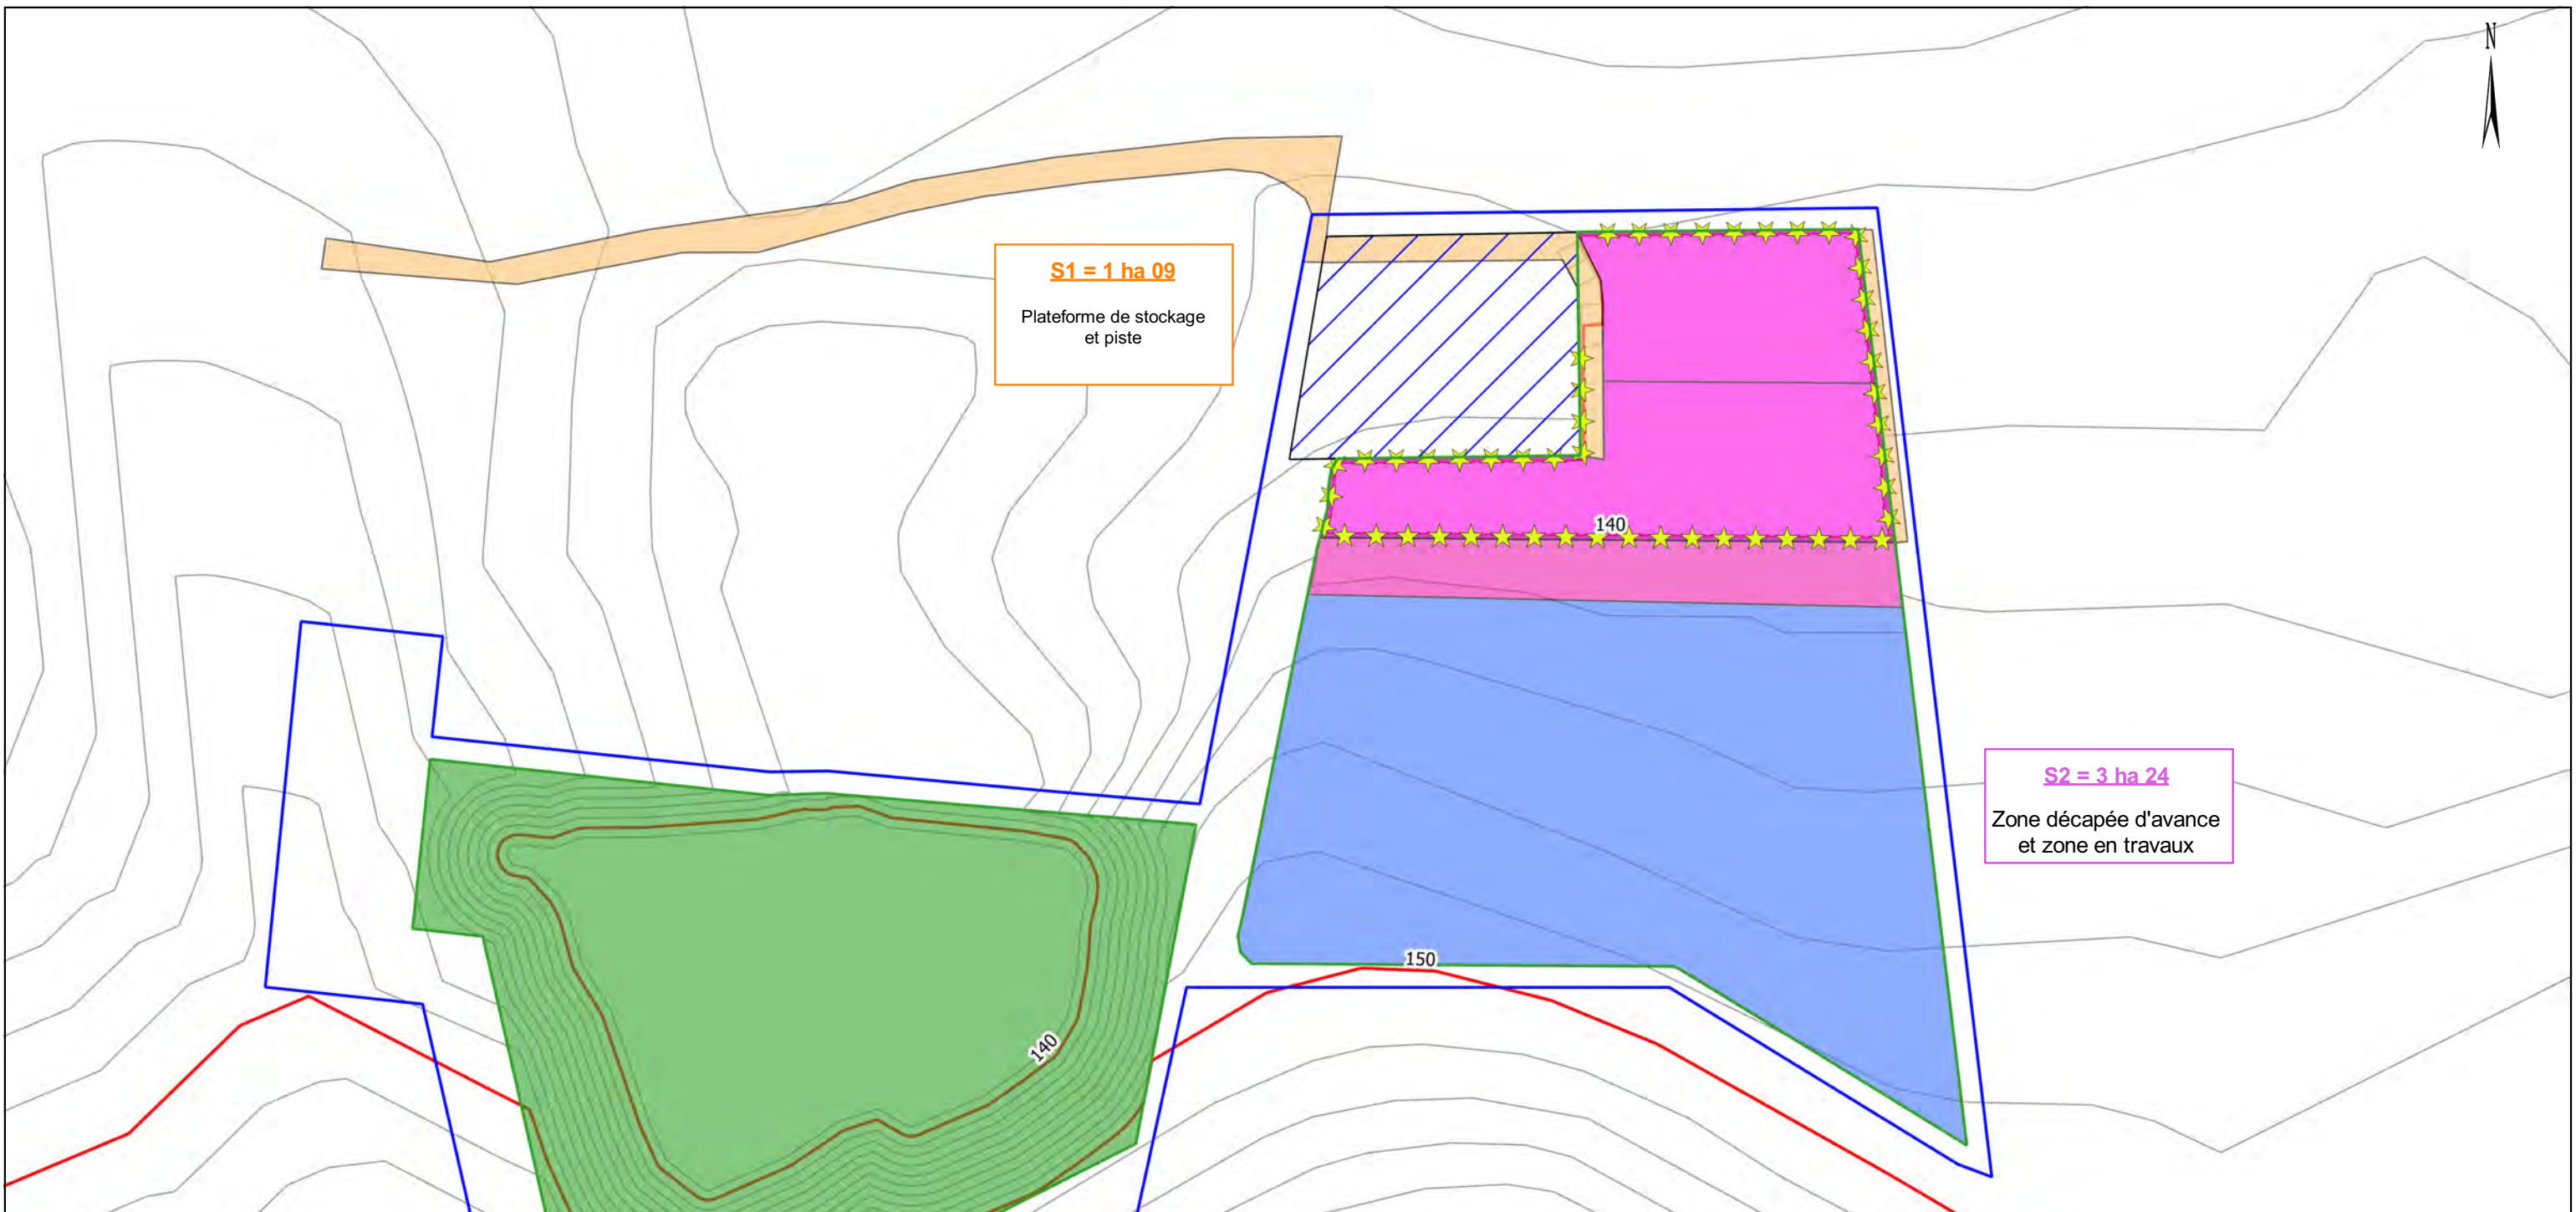 N
S1 = 1 ha 09
Plateforme de stockage
et piste
140
S2 = 3 ha 24
Zone décapée d'avance
et zone en travaux
150
140